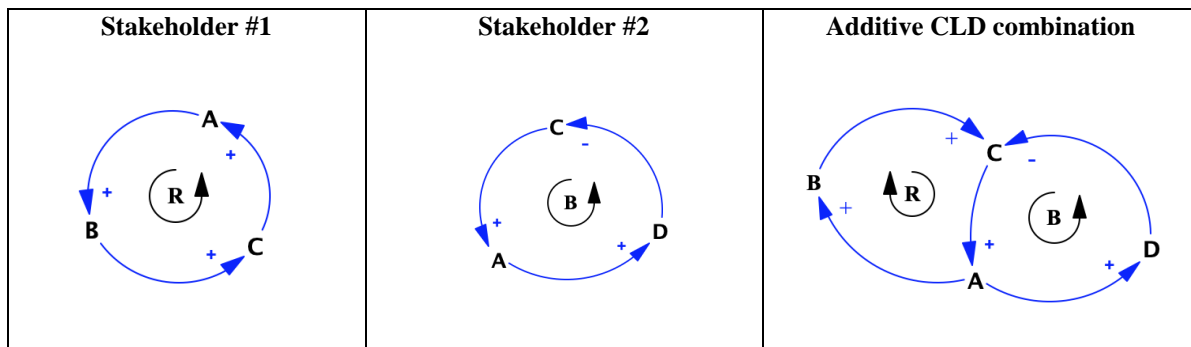 Stakeholder #1
Stakeholder #2
Additive CLD combination
A
+
+
R
B
C
+
C
-
B
+
+
D
A
+
C
-
B
R
+
B
+
D
+
A